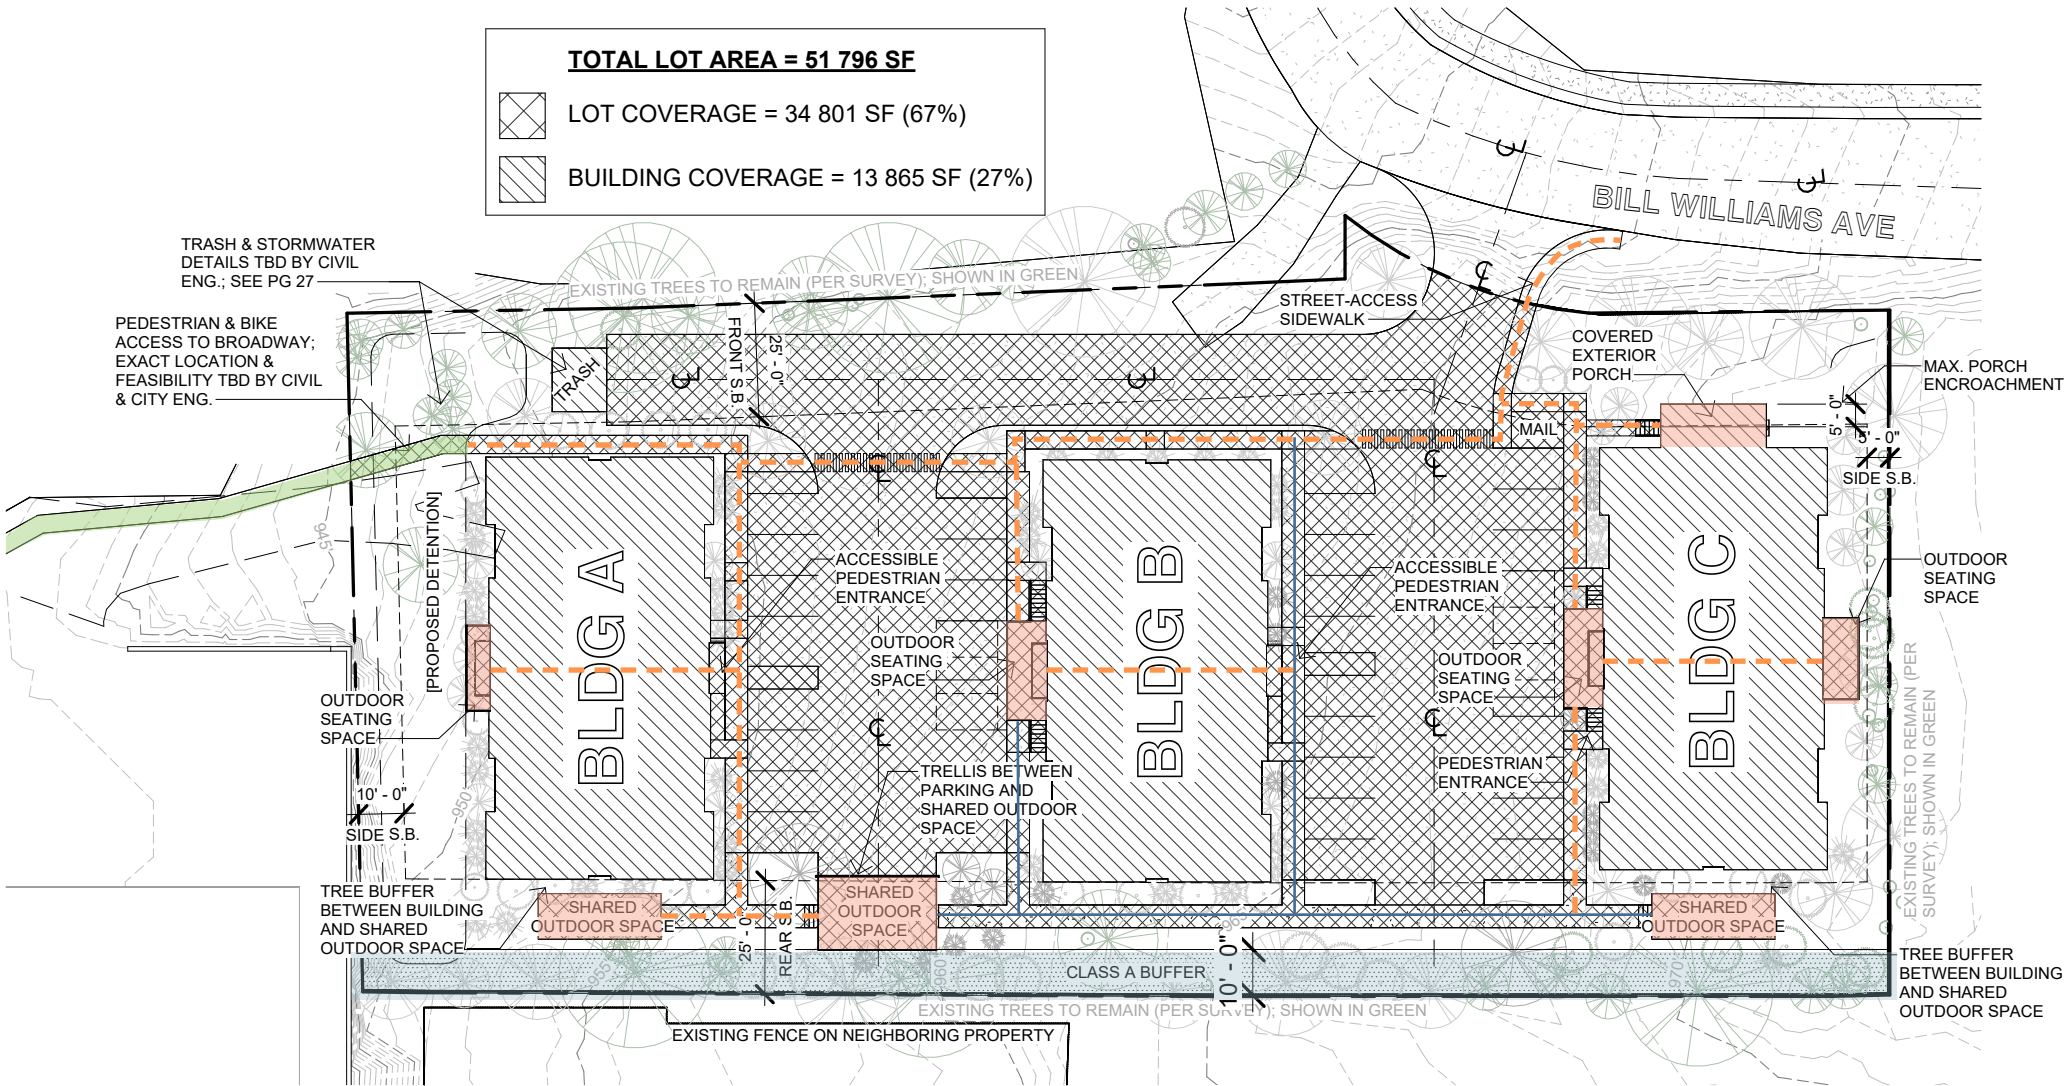 TOTAL LOT AREA = 51 796 SF
LOT COVERAGE = 34 801 SF (67%)
BUILDING COVERAGE = 13 865 SF (27%)
BILL WILLIAMS AVE
TRASH & STORMWATER
DETAILS TBD BY CIVIL
ENG.; SEE PG 27
EXISTING TREES TO REMAIN (PER SURVEY); SHOWN IN GREEN
STREET-ACCESS
SIDEWALK
PEDESTRIAN & BIKE
ACCESS TO BROADWAY;
EXACT LOCATION &
FEASIBILITY TBD BY CIVIL
& CITY ENG.
TRASH
FRONT S.B.
25' - 0"
COVERED
EXTERIOR
PORCH
MAX. PORCH
ENCROACHMENT
5' - 0"
5' - 0"
SIDE S.B.
MAIL
945'
[PROPOSED DETENTION]
BLDG A
BLDG B
BLDG C
ACCESSIBLE
PEDESTRIAN
ENTRANCE
ACCESSIBLE
PEDESTRIAN
ENTRANCE
OUTDOOR
SEATING
SPACE
OUTDOOR
SEATING
SPACE
OUTDOOR
SEATING
SPACE
OUTDOOR
SEATING
SPACE
PEDESTRIAN
ENTRANCE
TRELLIS BETWEEN
PARKING AND
SHARED OUTDOOR
SPACE
10' - 0"
SIDE S.B.
950
EXISTING TREES TO REMAIN (PER
SURVEY); SHOWN IN GREEN
TREE BUFFER
BETWEEN BUILDING
AND SHARED
OUTDOOR SPACE
SHARED
OUTDOOR SPACE
25' - 0"
REAR S.B.
SHARED
OUTDOOR
SPACE
SHARED
OUTDOOR SPACE
TREE BUFFER
BETWEEN BUILDING
AND SHARED
OUTDOOR SPACE
955'
960'
965'
970'
CLASS A BUFFER
10' - 0"
EXISTING TREES TO REMAIN (PER SURVEY); SHOWN IN GREEN
EXISTING FENCE ON NEIGHBORING PROPERTY